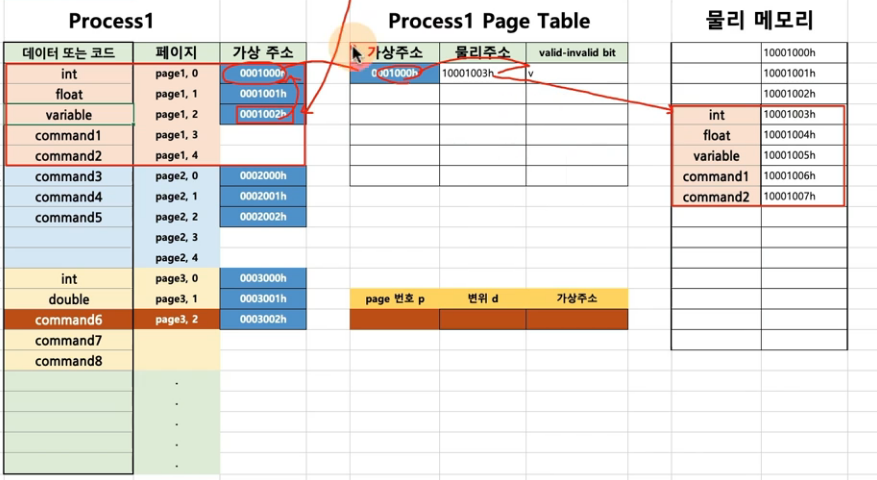 Process1 Process1 Page Table 물리 메모리
데이터 또는 코드 페이지 가상 주소 가상주소 물리주소 valid-invalid bit 10001000h
int page1, 0 0001000h 0001000h 10001003h v 10001001h
float page1, 1 0001001h 10001002h
variable page1, 2 0001002h int 10001003h
command1 page1, 3 float 10001004h
command2 page1, 4 variable 10001005h
command3 page2, 0 0002000h command1 10001006h
command4 page2, 1 0002001h command2 10001007h
command5 page2, 2 0002002h
page2, 3
page2, 4
int page3, 0 0003000h
double page3, 1 0003001h page 번호 p 변위 d 가상주소
command6 page3, 2 0003002h
command7
command8
.
.
.
.
.